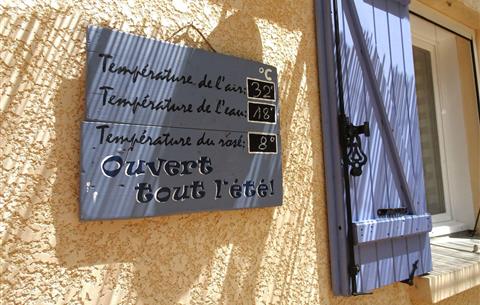 °C
Température de l'air: 32°
Température de l'eau: 18°
Température du rosé: 8°
Ouvert
tout l'été!